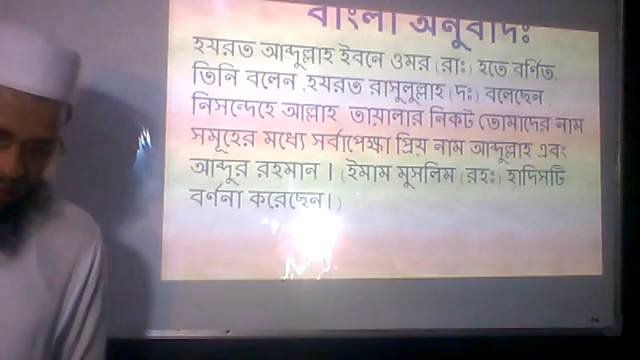 বাংলা অনুবাদঃ
হযরত আব্দুল্লাহ ইবনে ওমর (রাঃ) হতে বর্ণিত,
তিনি বলেন ,হযরত রাসুলুল্লাহ (দঃ) বলেছেন ,
নিসন্দেহে আল্লাহ তায়ালার নিকট তোমাদের নাম
সমূহের মধ্যে সর্বাপেক্ষা প্রিয় নাম আব্দুল্লাহ এবং
আব্দুর রহমান । (ইমাম মুসলিম (রহঃ) হাদিসটি
বর্ণনা করেছেন।)